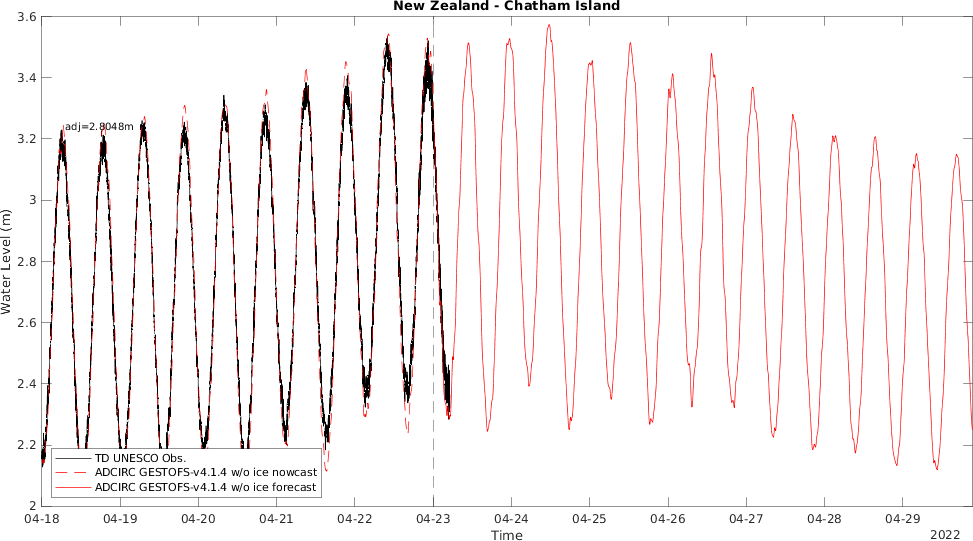 New Zealand - Chatham Island
3.6
3.4
3.2
3
2.8
2.6
2.4
2.2
2
Water Level (m)
adj=2.8048m
TD UNESCO Obs.
ADCIRC GESTOFS-v4.1.4 w/o ice nowcast
ADCIRC GESTOFS-v4.1.4 w/o ice forecast
04-18 04-19 04-20 04-21 04-22 04-23 04-24 04-25 04-26 04-27 04-28 04-29
Time
2022